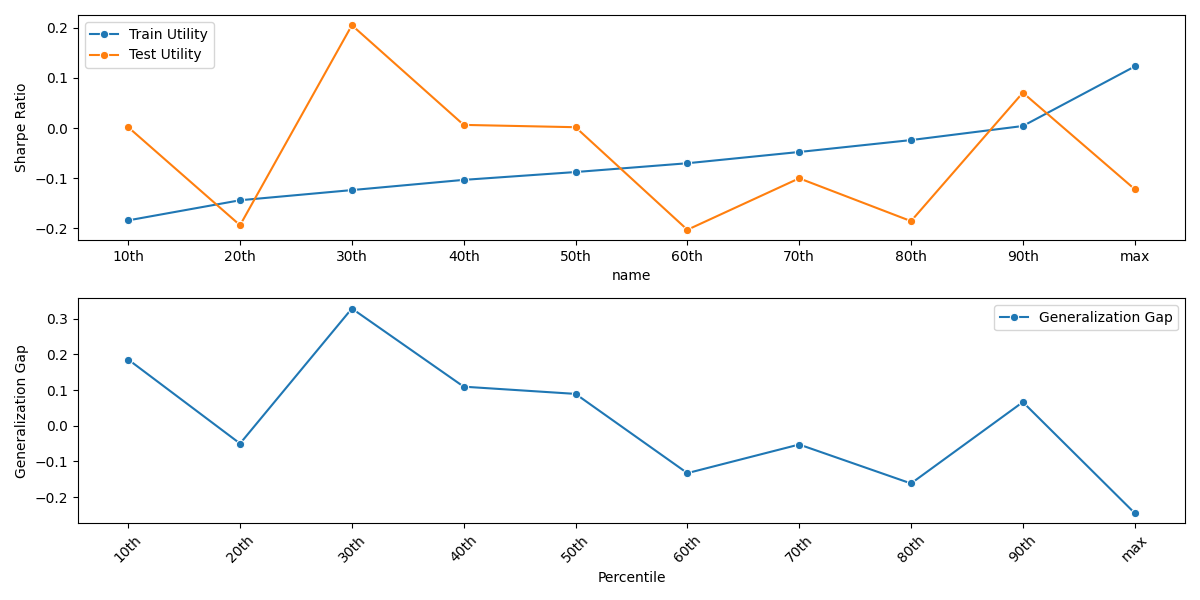 Train Utility
Test Utility
Sharpe Ratio
0.2
0.1
0.0
−0.1
−0.2
10th 20th 30th 40th 50th 60th 70th 80th 90th max
name
Generalization Gap
Generalization Gap
0.3
0.2
0.1
0.0
−0.1
−0.2
10th 20th 30th 40th 50th 60th 70th 80th 90th max
Percentile